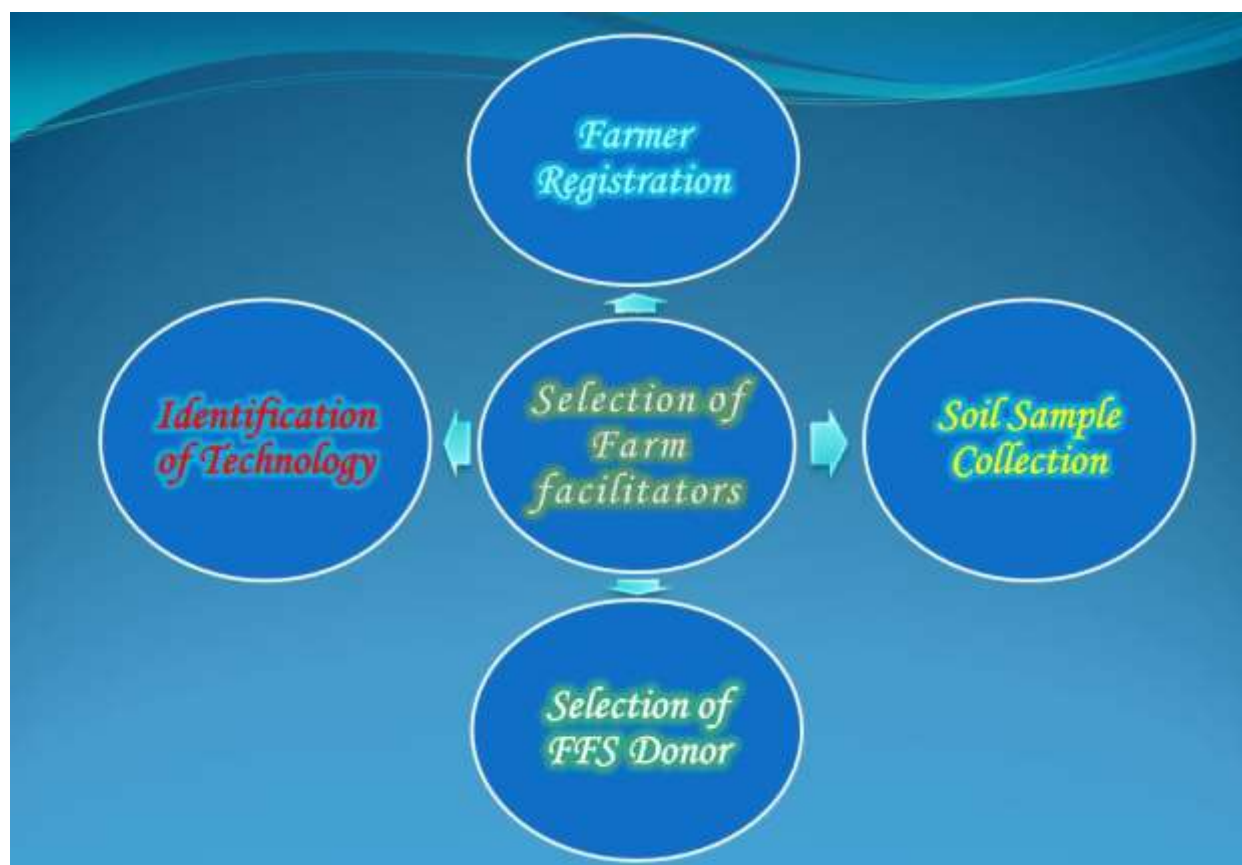 Farmer
Registration
Identification
of Technology
Selection of
Farm
facilitators
Soil Sample
Collection
Selection of
FFS Donor